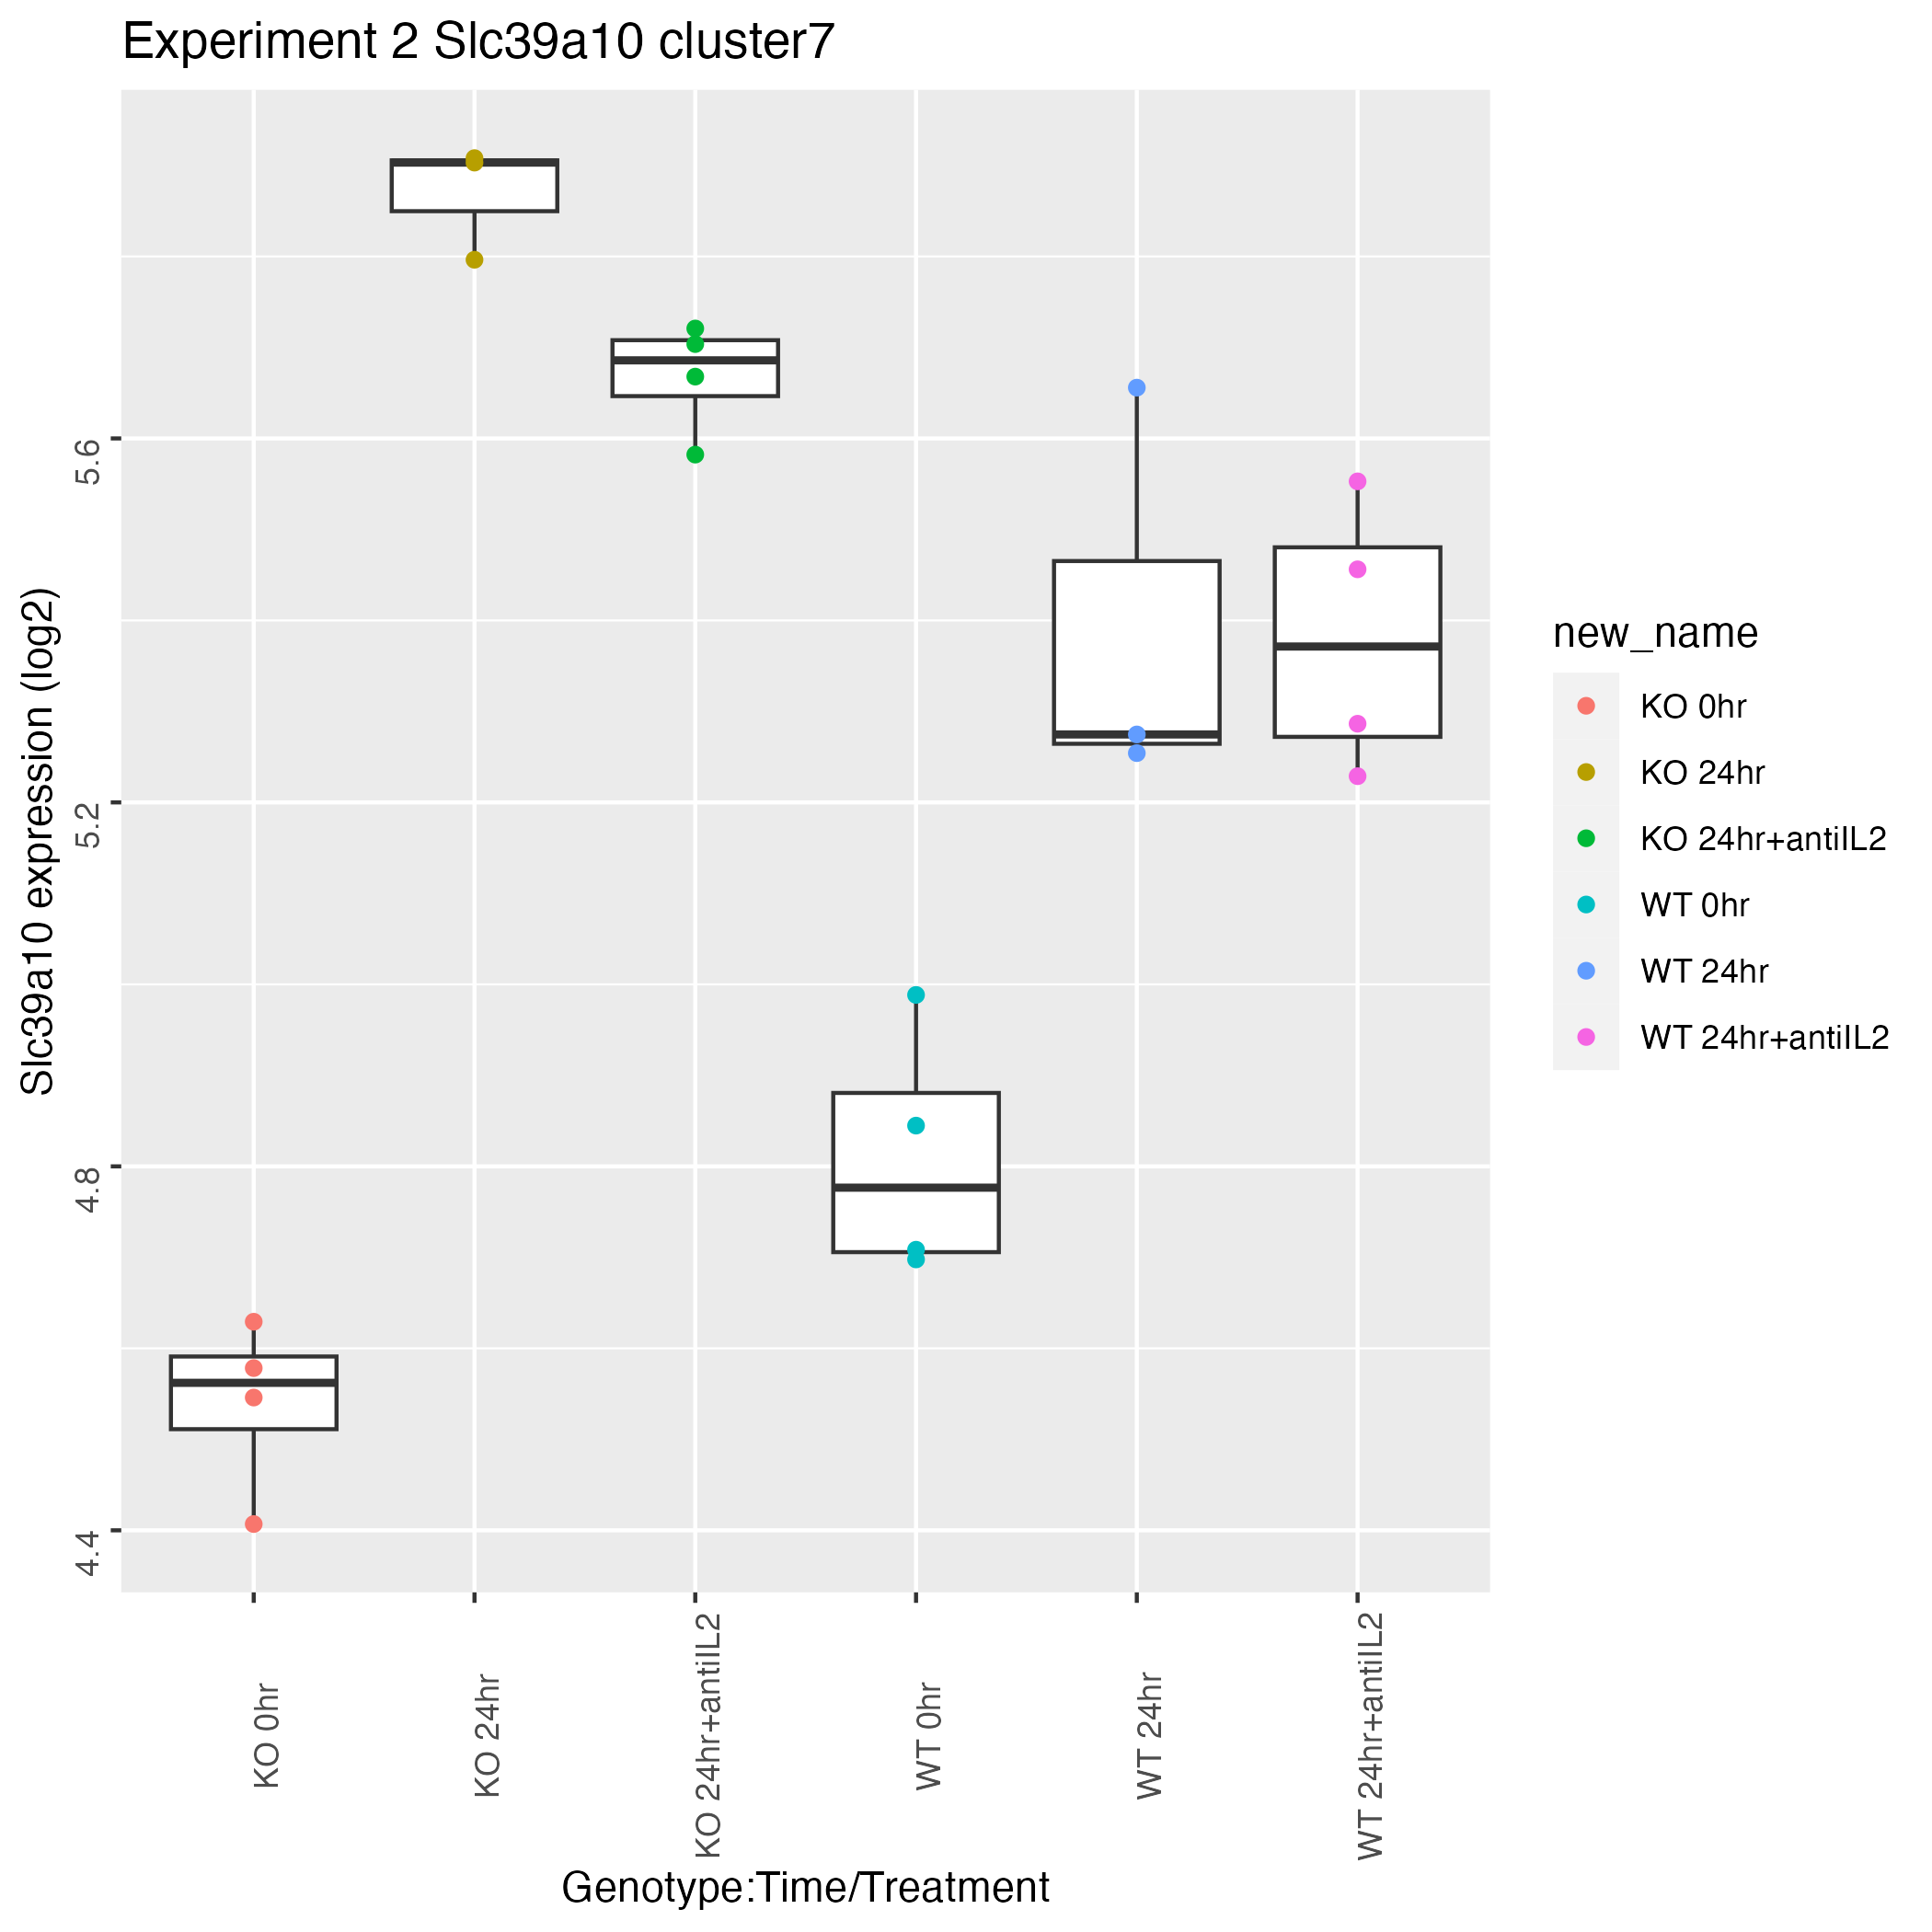 Experiment 2 Slc39a10 cluster7
Slc39a10 expression (log2)
5.6
5.2
4.8
4.4
KO 0hr
KO 24hr
KO 24hr+antiIL2
WT 0hr
WT 24hr
WT 24hr+antiIL2
Genotype:Time/Treatment
new_name
KO 0hr
KO 24hr
KO 24hr+antiIL2
WT 0hr
WT 24hr
WT 24hr+antiIL2